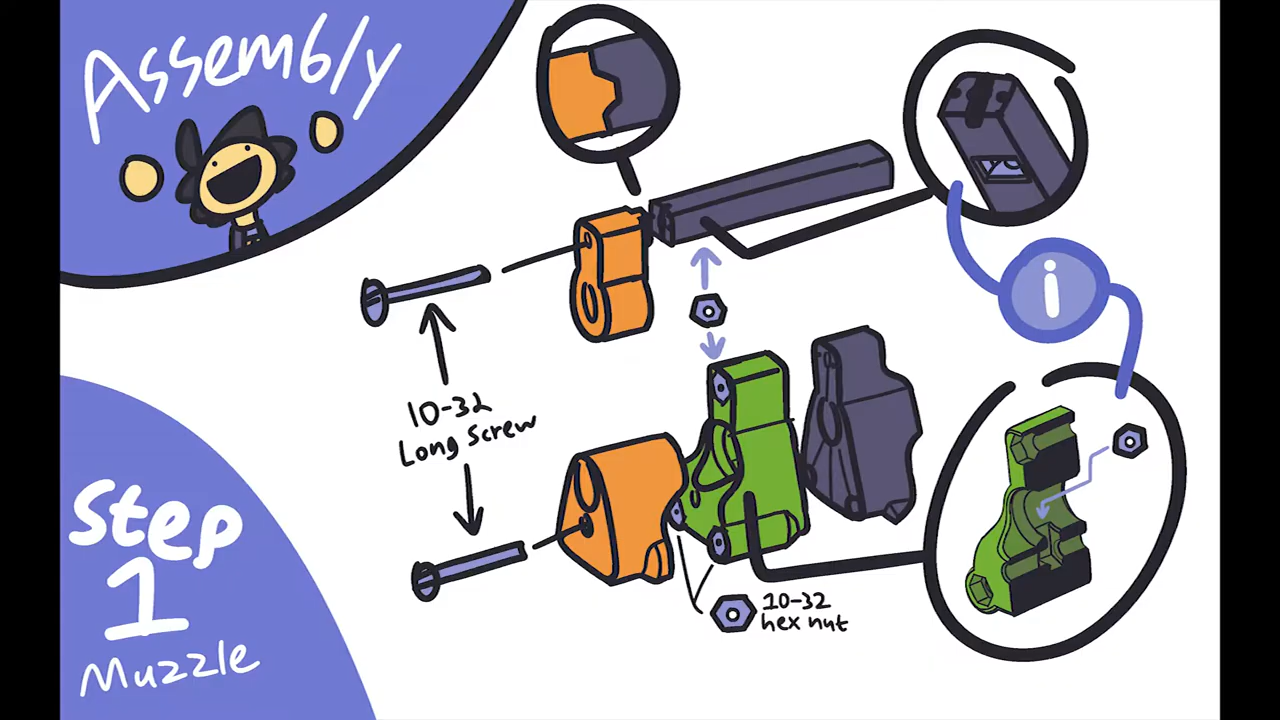 Assembly
10-32
Long Screw
Step
1
Muzzle
10-32
hex nut
i